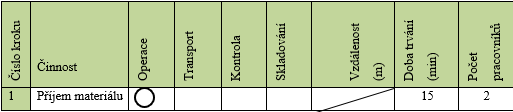 Číslo kroku
Činnost
Operace
Transport
Kontrola
Skladování
Vzdálenost
(m)
Doba trvání
(min)
Počet
pracovníků
1 Příjem materiálu 15 2